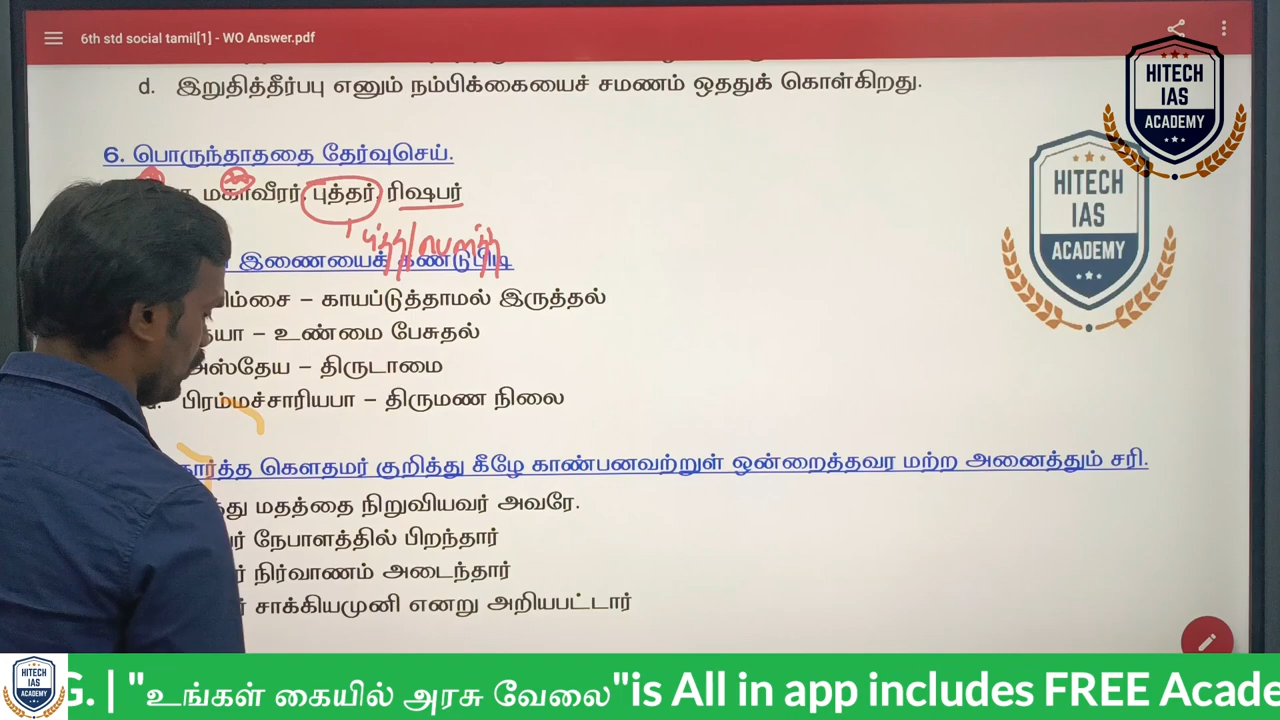 6th std social tamil[1] - WO Answer.pdf
HITECH
IAS
ACADEMY
d. இறுதித்தீர்பபு எனும் நம்பிக்கையைச் சமணம் ஒததுக் கொள்கிறது.
6. பொருந்தாததை தேர்வுசெய்.
மகாவீரர், புத்தர், ரிஷபர்
HITECH
IAS
ACADEMY
இணையைக் கண்டுபிடி
– காயப்டுத்தாமல் இருத்தல்
– உண்மை பேசுதல்
அஸ்தேய – திருடாமை
பிரம்மச்சாரியபா – திருமண நிலை
கௌதமர் குறித்து கீழே காண்பனவற்றுள் ஒன்றைத்தவர மற்ற அனைத்தும் சரி.
மதத்தை நிறுவியவர் அவரே.
நேபாளத்தில் பிறந்தார்
நிர்வாணம் அடைந்தார்
சாக்கியமுனி எனறு அறியபட்டார்
HITECH
IAS
ACADEMY
G. | "உங்கள் கையில் அரசு வேலை"is All in app includes FREE Acade